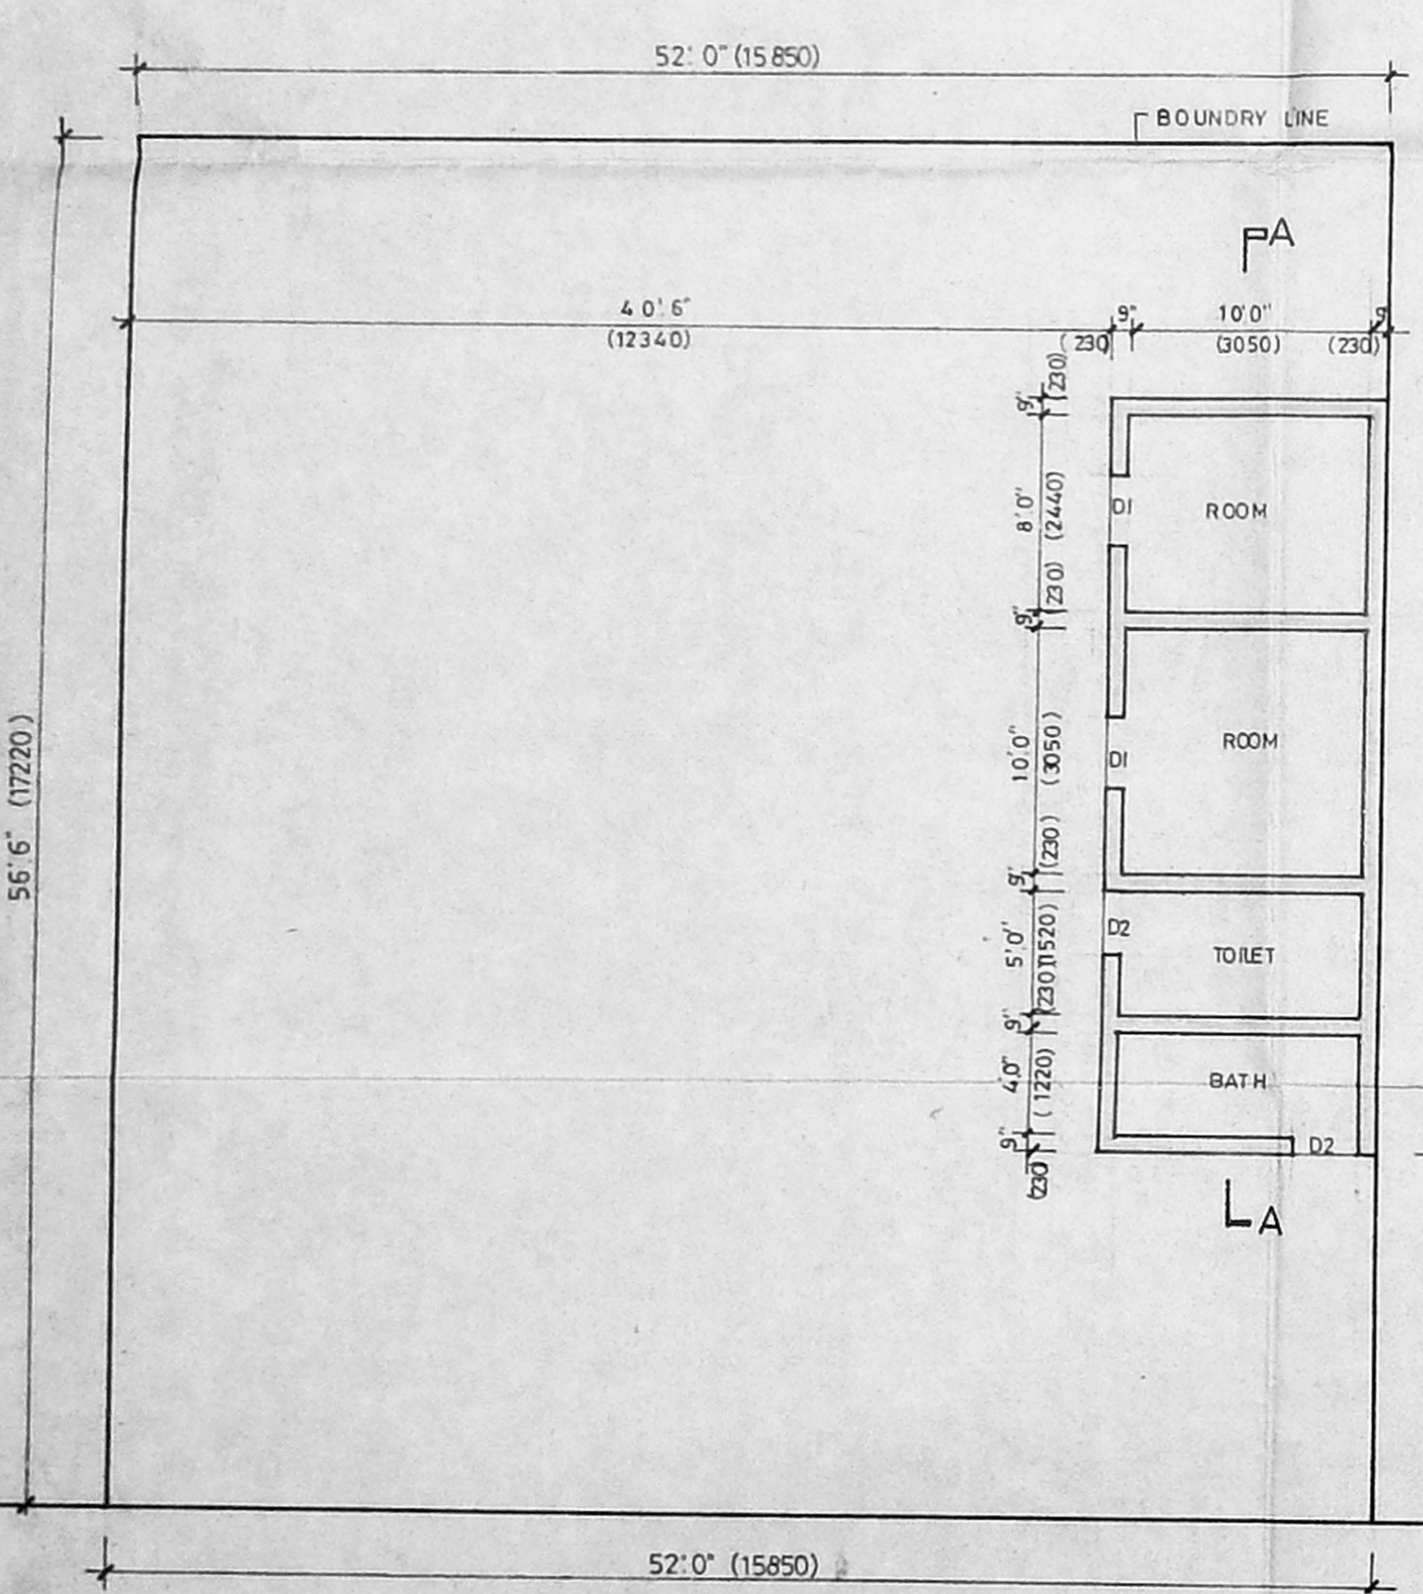 52'.0" (15850)
BOUNDRY LINE
A
40'.6"
(12340)
9"
(230)
10'0"
(3050)
9"
(230)
9"
(230)
8'.0"
(2440)
D1
ROOM
9"
(230)
10'.0"
(3050)
D1
ROOM
9"
(230)
5'.0"
(1520)
D2
TOILET
9"
(230)
4'.0"
(1220)
BATH
9"
(230)
D2
A
56'.6" (17220)
52'.0" (15850)